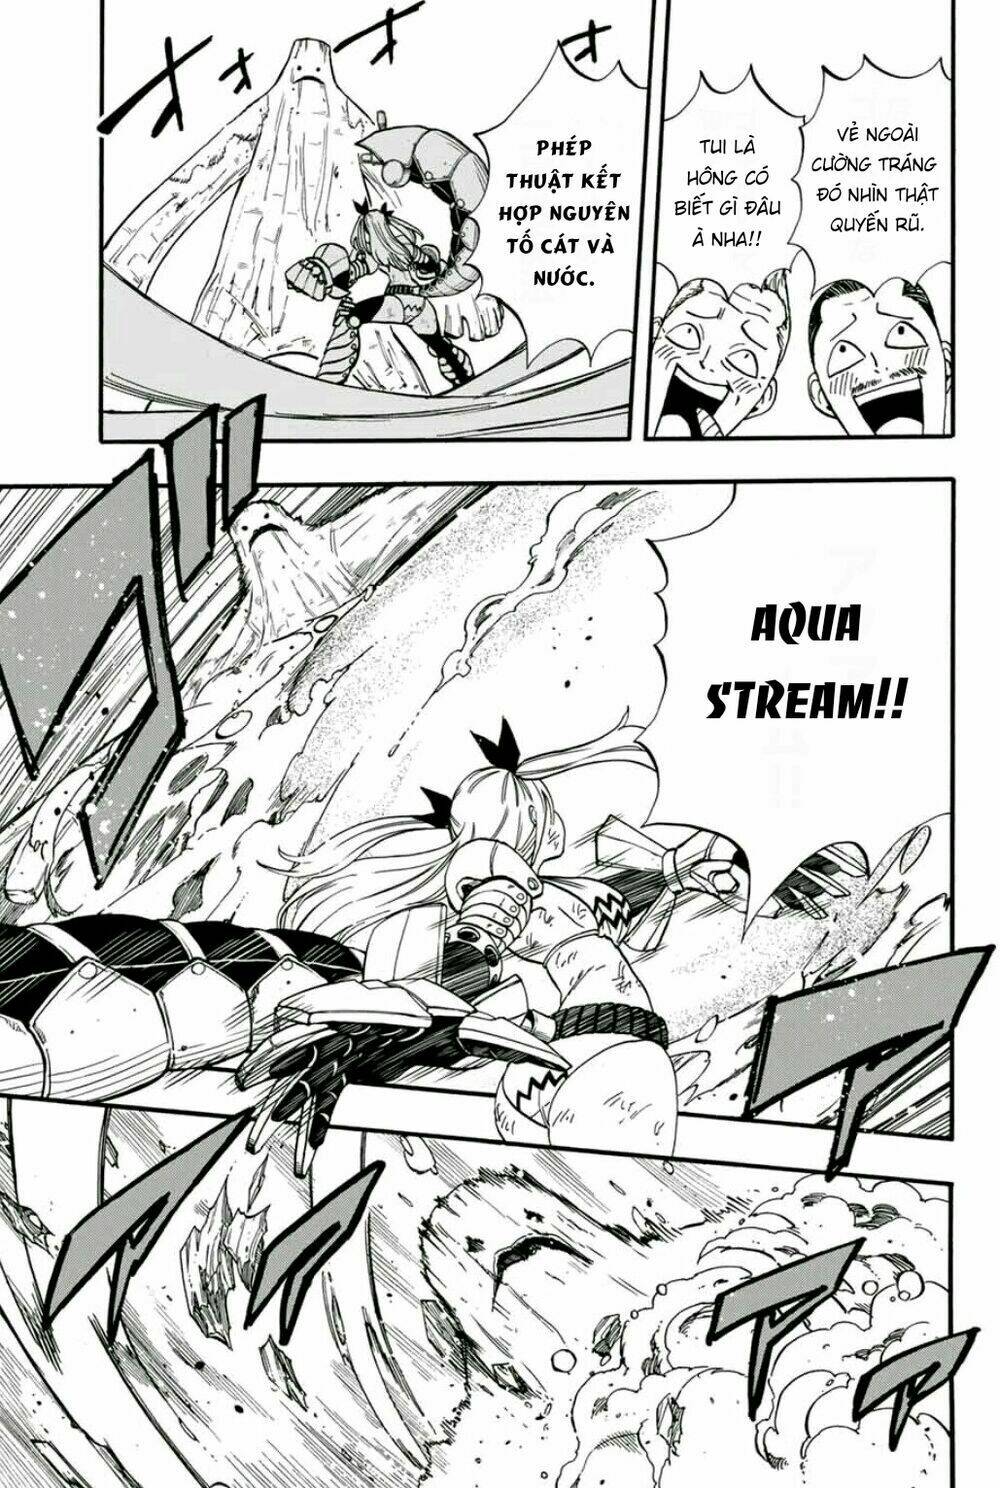 VẺ NGOÀI
CƯỜNG TRÁNG
ĐÓ NHÌN THẬT
QUYẾN RŨ.
TUI LÀ
HÔNG CÓ
BIẾT GÌ ĐÂU
À NHA!!
PHÉP
THUẬT KẾT
HỢP NGUYÊN
TỐ CÁT VÀ
NƯỚC.
AQUA
STREAM!!